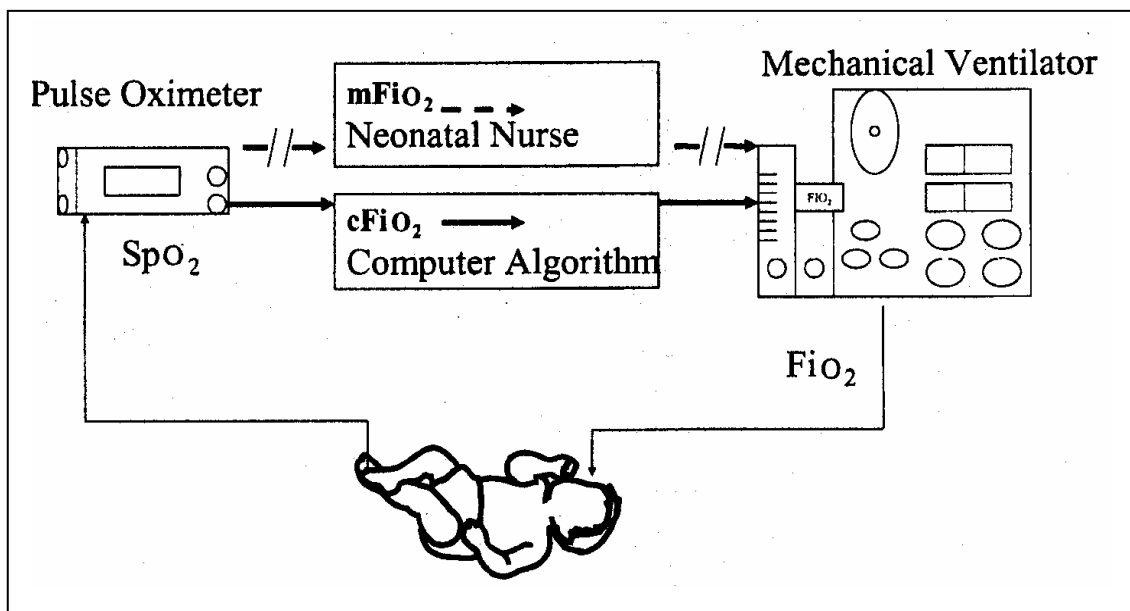 Mechanical Ventilator
Pulse Oximeter
mFiO₂
Neonatal Nurse
cFiO₂
Computer Algorithm
FiO₂
SpO₂
FiO₂